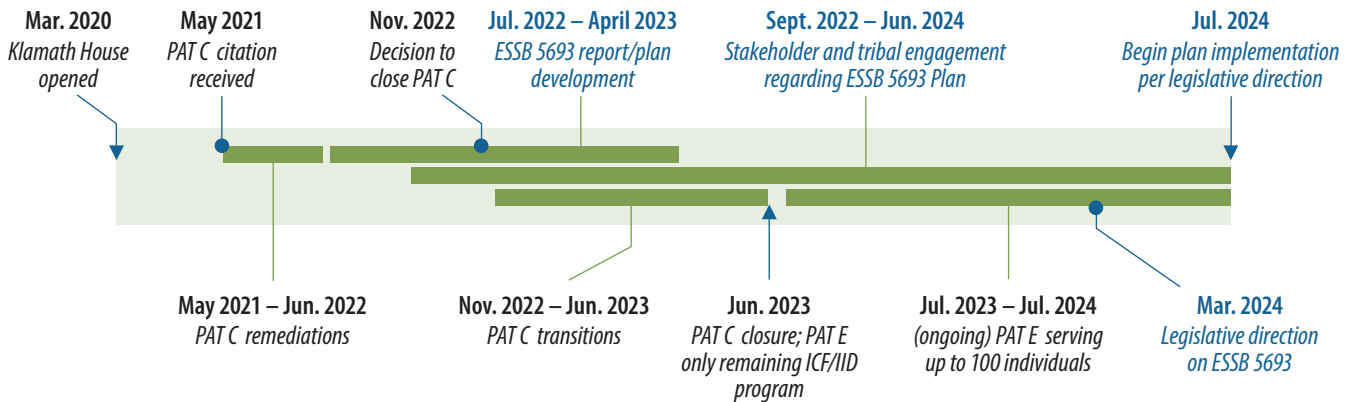 Mar. 2020
Klamath House
opened
May 2021
PAT C citation
received
Nov. 2022
Decision to
close PAT C
Jul. 2022 – April 2023
ESSB 5693 report/plan
development
Sept. 2022 – Jun. 2024
Stakeholder and tribal engagement
regarding ESSB 5693 Plan
Jul. 2024
Begin plan implementation
per legislative direction
May 2021 – Jun. 2022
PAT C remediations
Nov. 2022 – Jun. 2023
PAT C transitions
Jun. 2023
PAT C closure; PAT E
only remaining ICF/IID
program
Jul. 2023 – Jul. 2024
(ongoing) PAT E serving
up to 100 individuals
Mar. 2024
Legislative direction
on ESSB 5693